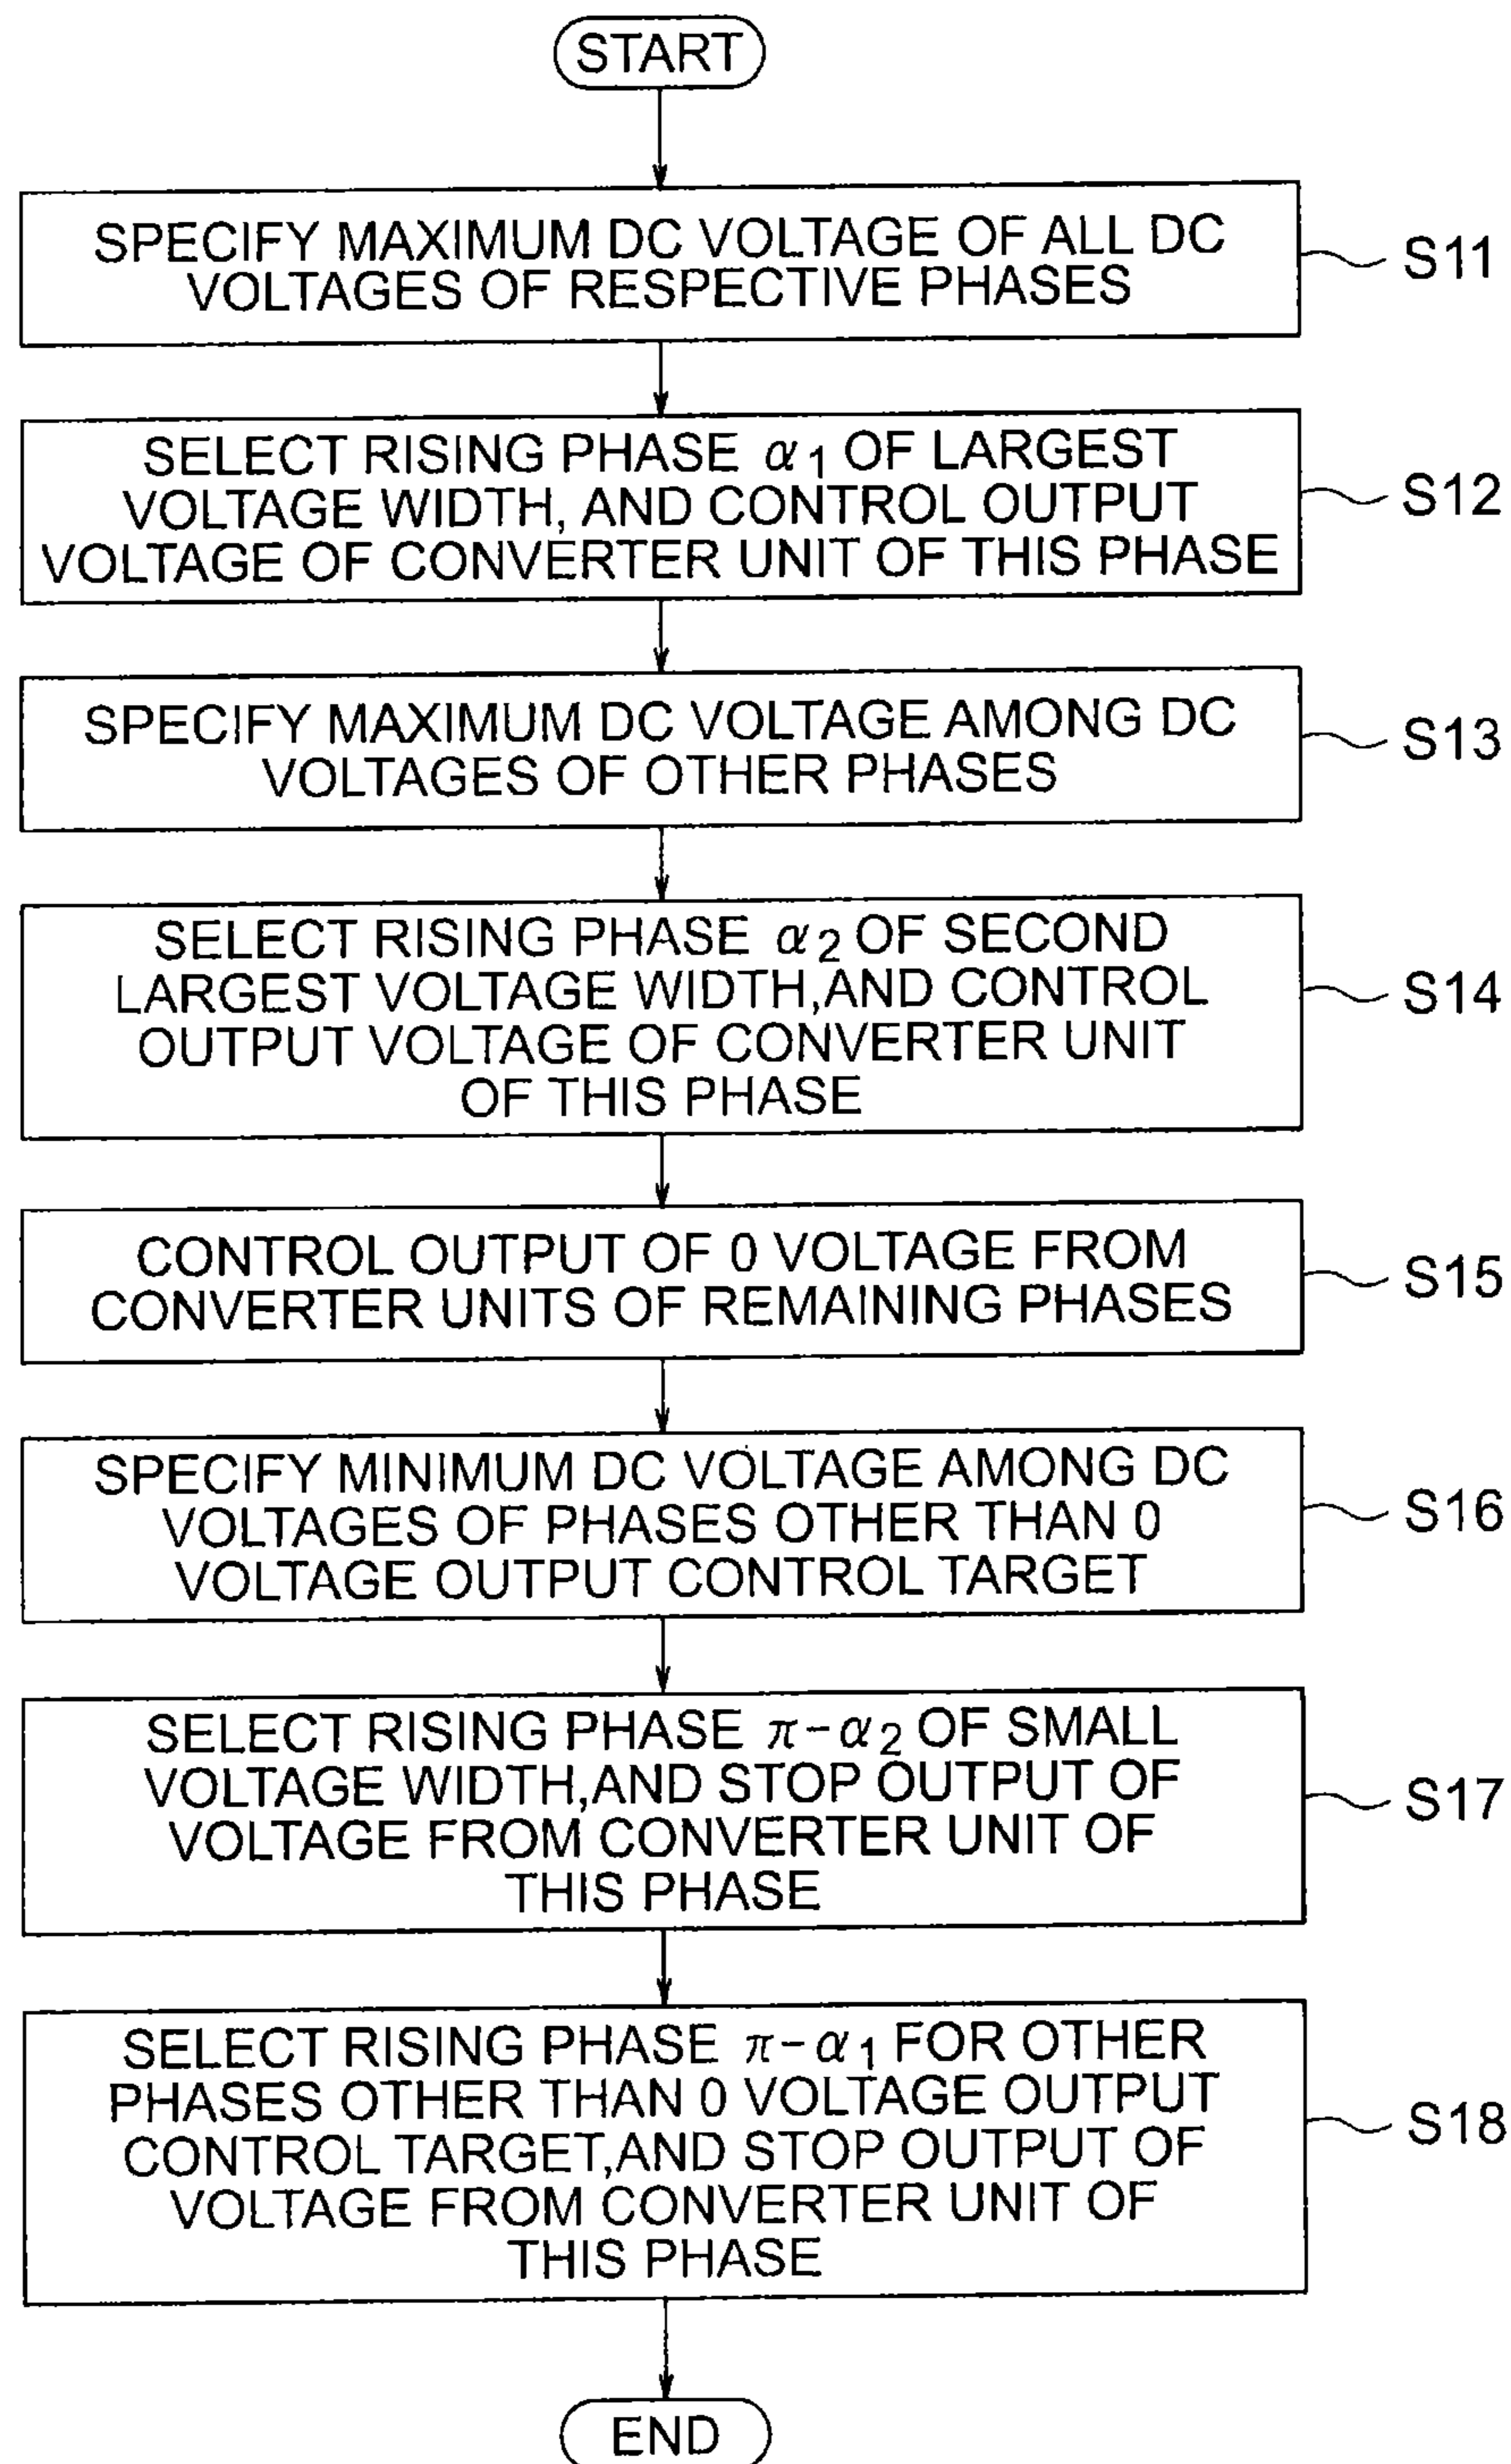 START
SPECIFY MAXIMUM DC VOLTAGE OF ALL DC
VOLTAGES OF RESPECTIVE PHASES
S11
SELECT RISING PHASE α1 OF LARGEST
VOLTAGE WIDTH, AND CONTROL OUTPUT
VOLTAGE OF CONVERTER UNIT OF THIS PHASE
S12
SPECIFY MAXIMUM DC VOLTAGE AMONG DC
VOLTAGES OF OTHER PHASES
S13
SELECT RISING PHASE α2 OF SECOND
LARGEST VOLTAGE WIDTH,AND CONTROL
OUTPUT VOLTAGE OF CONVERTER UNIT
OF THIS PHASE
S14
CONTROL OUTPUT OF 0 VOLTAGE FROM
CONVERTER UNITS OF REMAINING PHASES
S15
SPECIFY MINIMUM DC VOLTAGE AMONG DC
VOLTAGES OF PHASES OTHER THAN 0
VOLTAGE OUTPUT CONTROL TARGET
S16
SELECT RISING PHASE π-α2 OF SMALL
VOLTAGE WIDTH,AND STOP OUTPUT OF
VOLTAGE FROM CONVERTER UNIT OF
THIS PHASE
S17
SELECT RISING PHASE π-α1 FOR OTHER
PHASES OTHER THAN 0 VOLTAGE OUTPUT
CONTROL TARGET,AND STOP OUTPUT OF
VOLTAGE FROM CONVERTER UNIT OF
THIS PHASE
S18
END